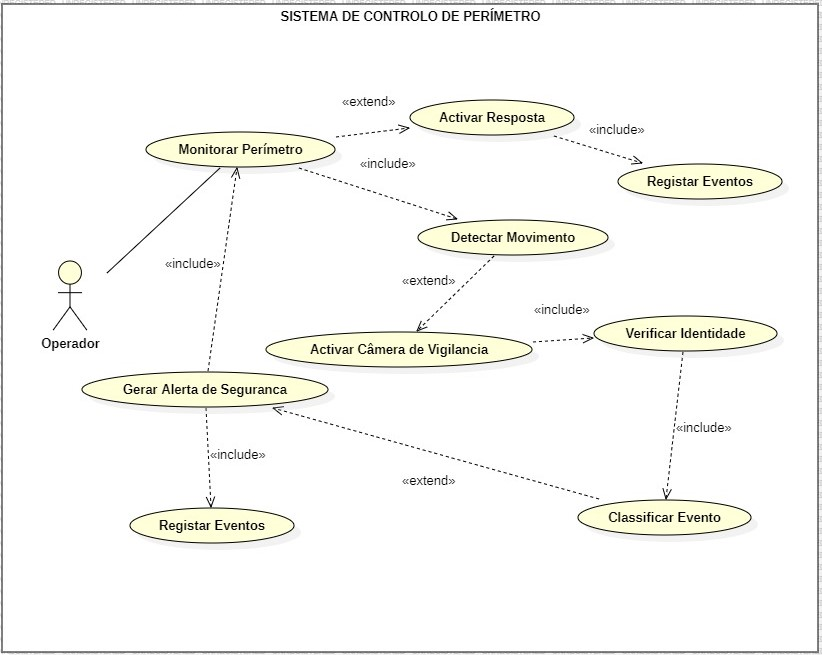 SISTEMA DE CONTROLO DE PERÍMETRO
«extend»
Activar Resposta
«include»
Monitorar Perímetro
«include»
Registar Eventos
Detectar Movimento
«include»
«extend»
«include»
Verificar Identidade
Operador
Activar Câmera de Vigilancia
Gerar Alerta de Seguranca
«include»
«include»
«extend»
Classificar Evento
Registar Eventos